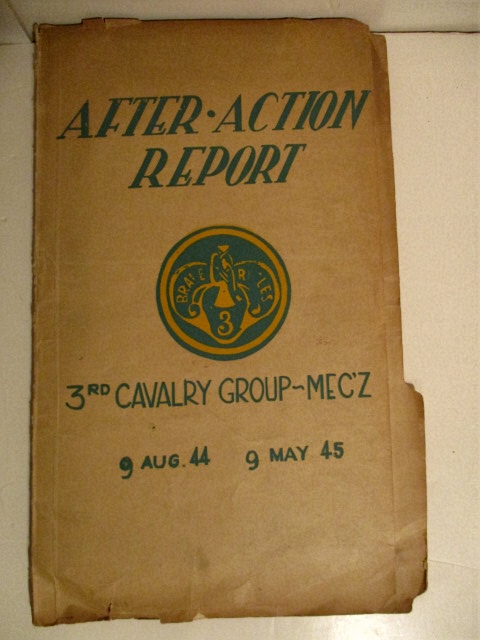 AFTER·ACTION
REPORT
BRAVE RIFLES
3
3RD CAVALRY GROUP~MEC'Z
9 AUG. 44 9 MAY 45